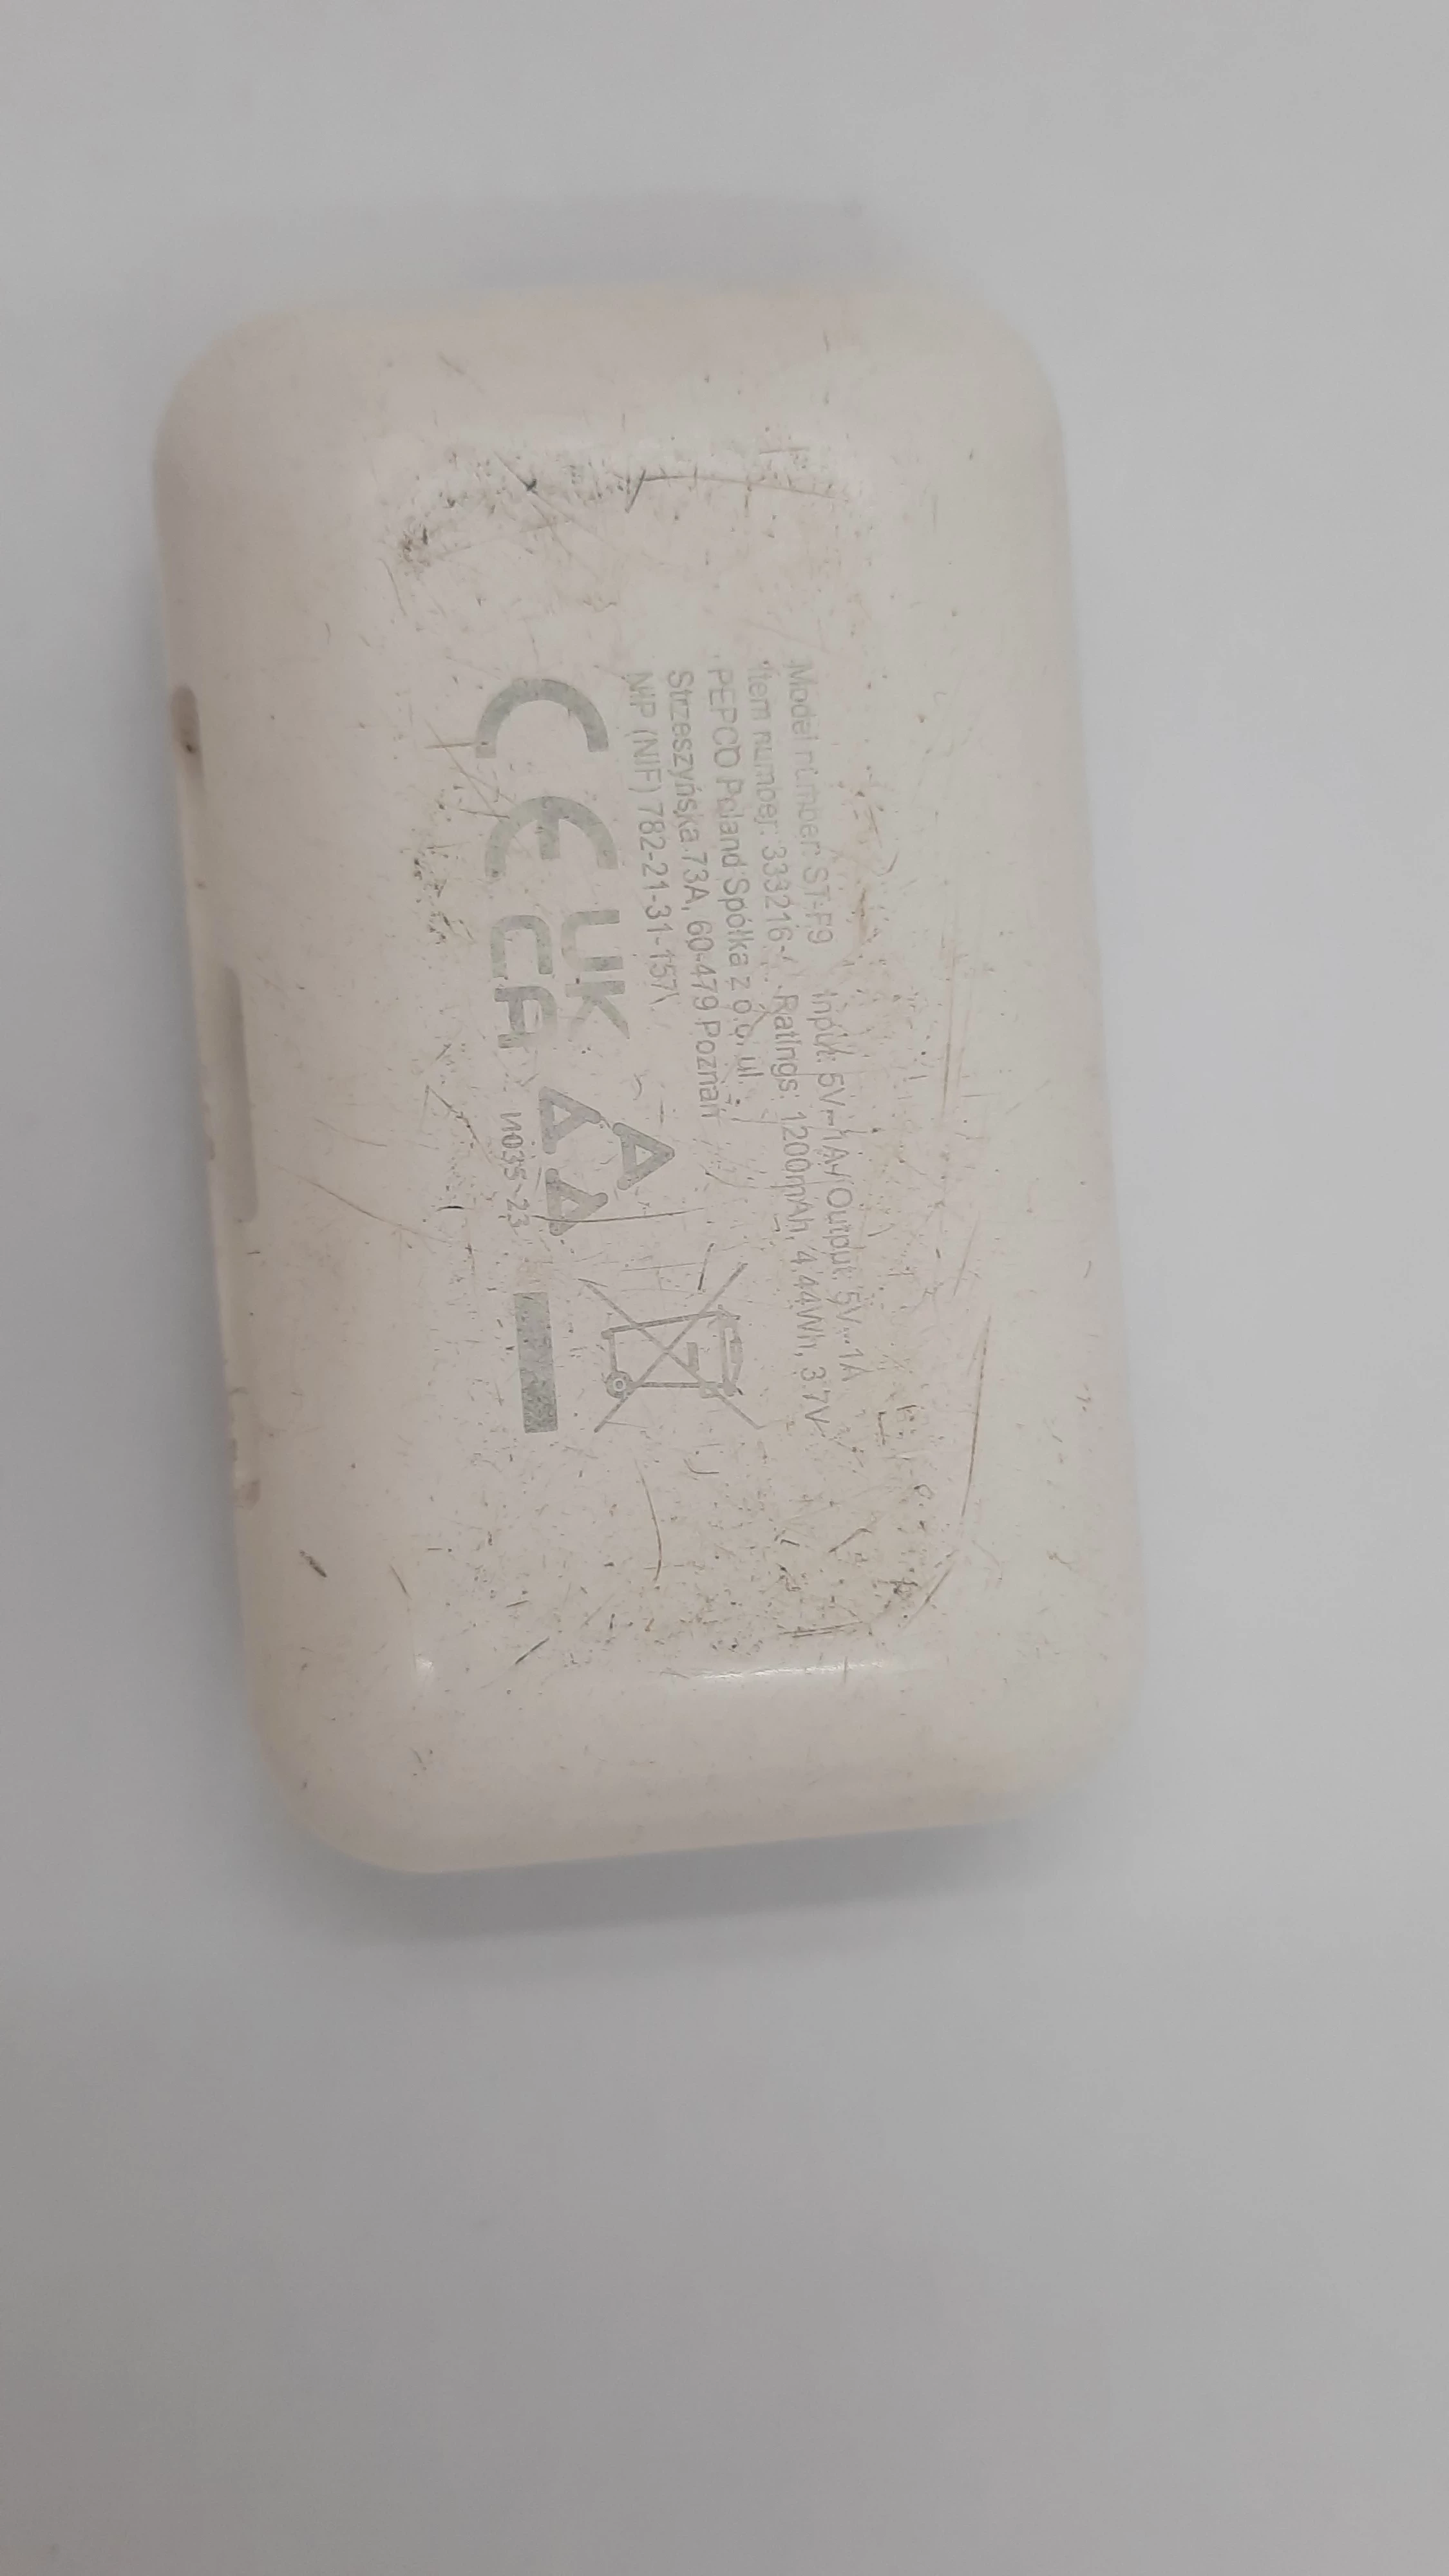 Model number: ST-F9 Input: 5V⎓1A/Output: 5V⎓1A
Item number: 333216 Ratings: 1200mAh, 4.44Wh, 3.7V
PEPCO Poland Spółka z o.o. ul.
Strzeszyńska 73A, 60-479 Poznań
NIP (NIF) 782-21-31-157
CE UK
CA
N035-23